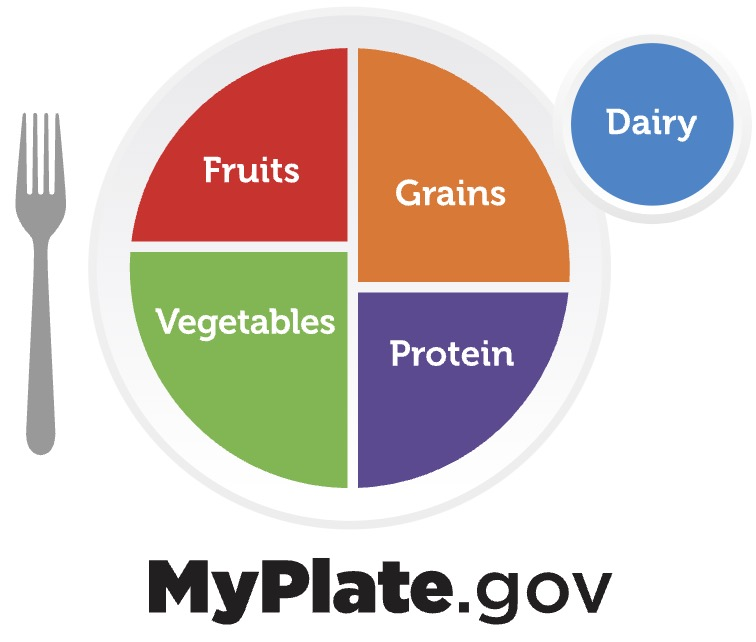 Dairy
Fruits
Grains
Vegetables
Protein
MyPlate.gov